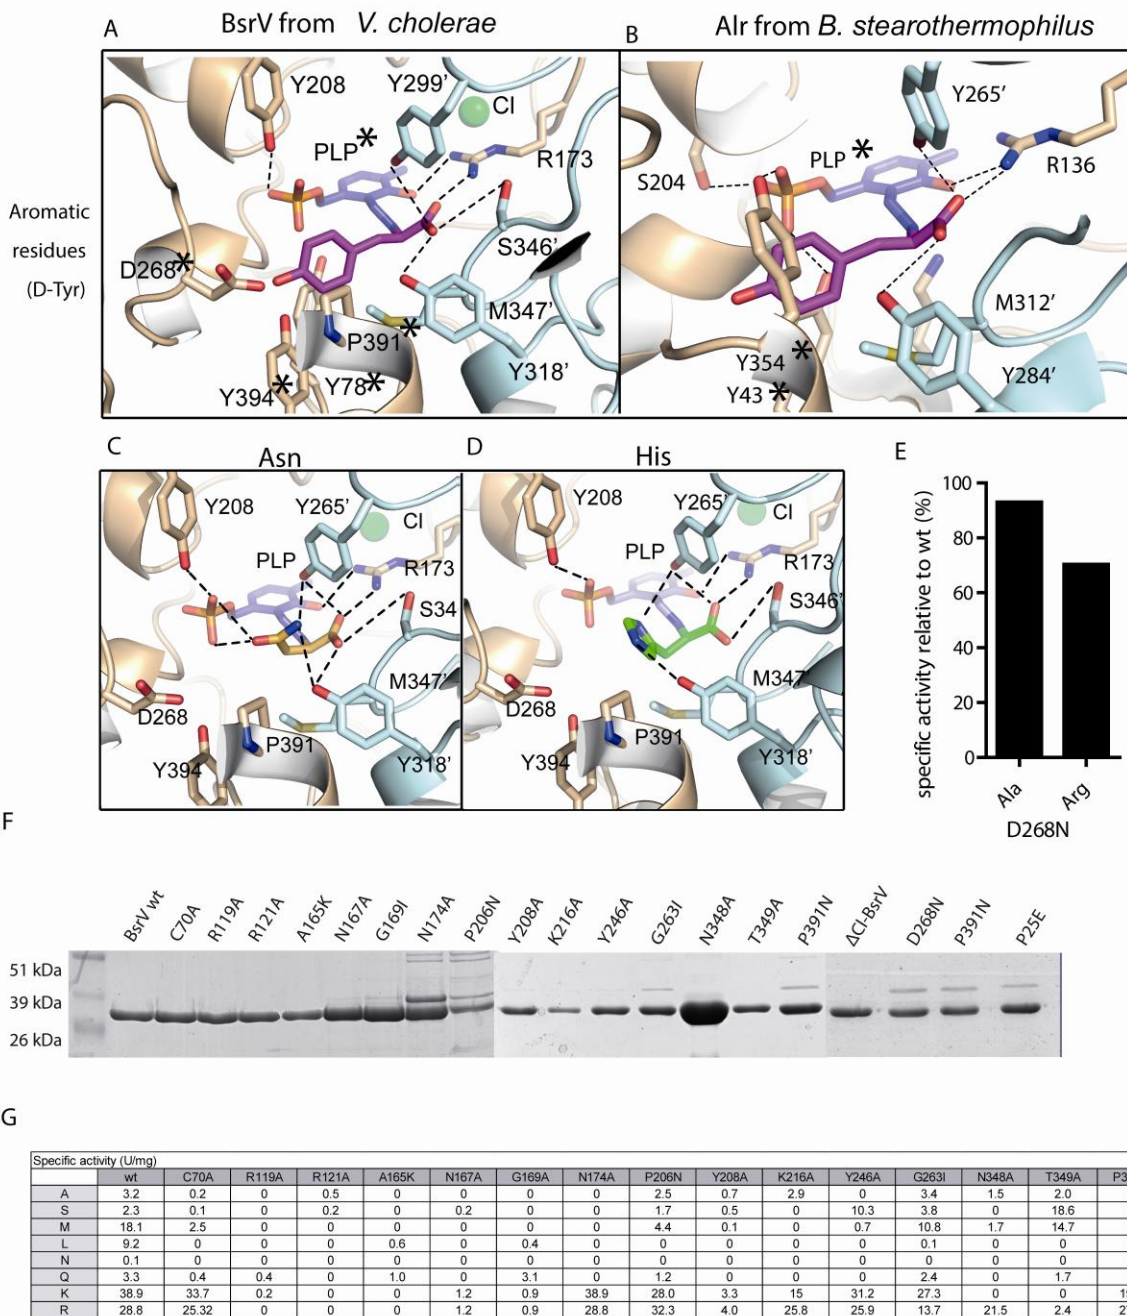 BsrV from V. cholerae
Alr from B. stearothermophilus
A
Y208
Y299'
Cl
PLP*
R173
S346'
D268*
M347'
P391*
Y318'
Y394*
Y78*
Aromatic
residues
(D-Tyr)
B
Y265'
PLP *
R136
S204
M312'
Y354
*
Y284'
Y43 *
C
Asn
Y208
Y265'
Cl
PLP
R173
S34
M347'
D268
P391
Y394
Y318'
D
His
Y208
Y265'
Cl
PLP
R173
S346'
M347'
D268
P391
Y394
Y318'
E
specific activity relative to wt (%)
100
80
60
40
20
0
Ala
Arg
D268N
F
BsrV wt C70A R119A R121A A165K N167A G169I N174A P206N Y208A K216A Y246A G263I N348A T349A P391N ΔCl-BsrV D268N P391N P25E
51 kDa
39 kDa
26 kDa
G
Specific activity (U/mg)
wt C70A R119A R121A A165K N167A G169A N174A P206N Y208A K216A Y246A G263I N348A T349A P3
A 3.2 0.2 0 0.5 0 0 0 0 2.5 0.7 2.9 0 3.4 1.5 2.0
S 2.3 0.1 0 0.2 0 0.2 0 0 1.7 0.5 0 10.3 3.8 0 18.6
M 18.1 2.5 0 0 0 0 0 0 4.4 0.1 0 0.7 10.8 1.7 14.7
L 9.2 0 0 0 0.6 0 0.4 0 0 0 0 0 0.1 0 0
N 0.1 0 0 0 0 0 0 0 0 0 0 0 0 0 0
Q 3.3 0.4 0.4 0 1.0 0 3.1 0 1.2 0 0 0 2.4 0 1.7
K 38.9 33.7 0.2 0 0 1.2 0.9 38.9 28.0 3.3 15 31.2 27.3 0 0
R 28.8 25.32 0 0 0 1.2 0.9 28.8 32.3 4.0 25.8 25.9 13.7 21.5 2.4